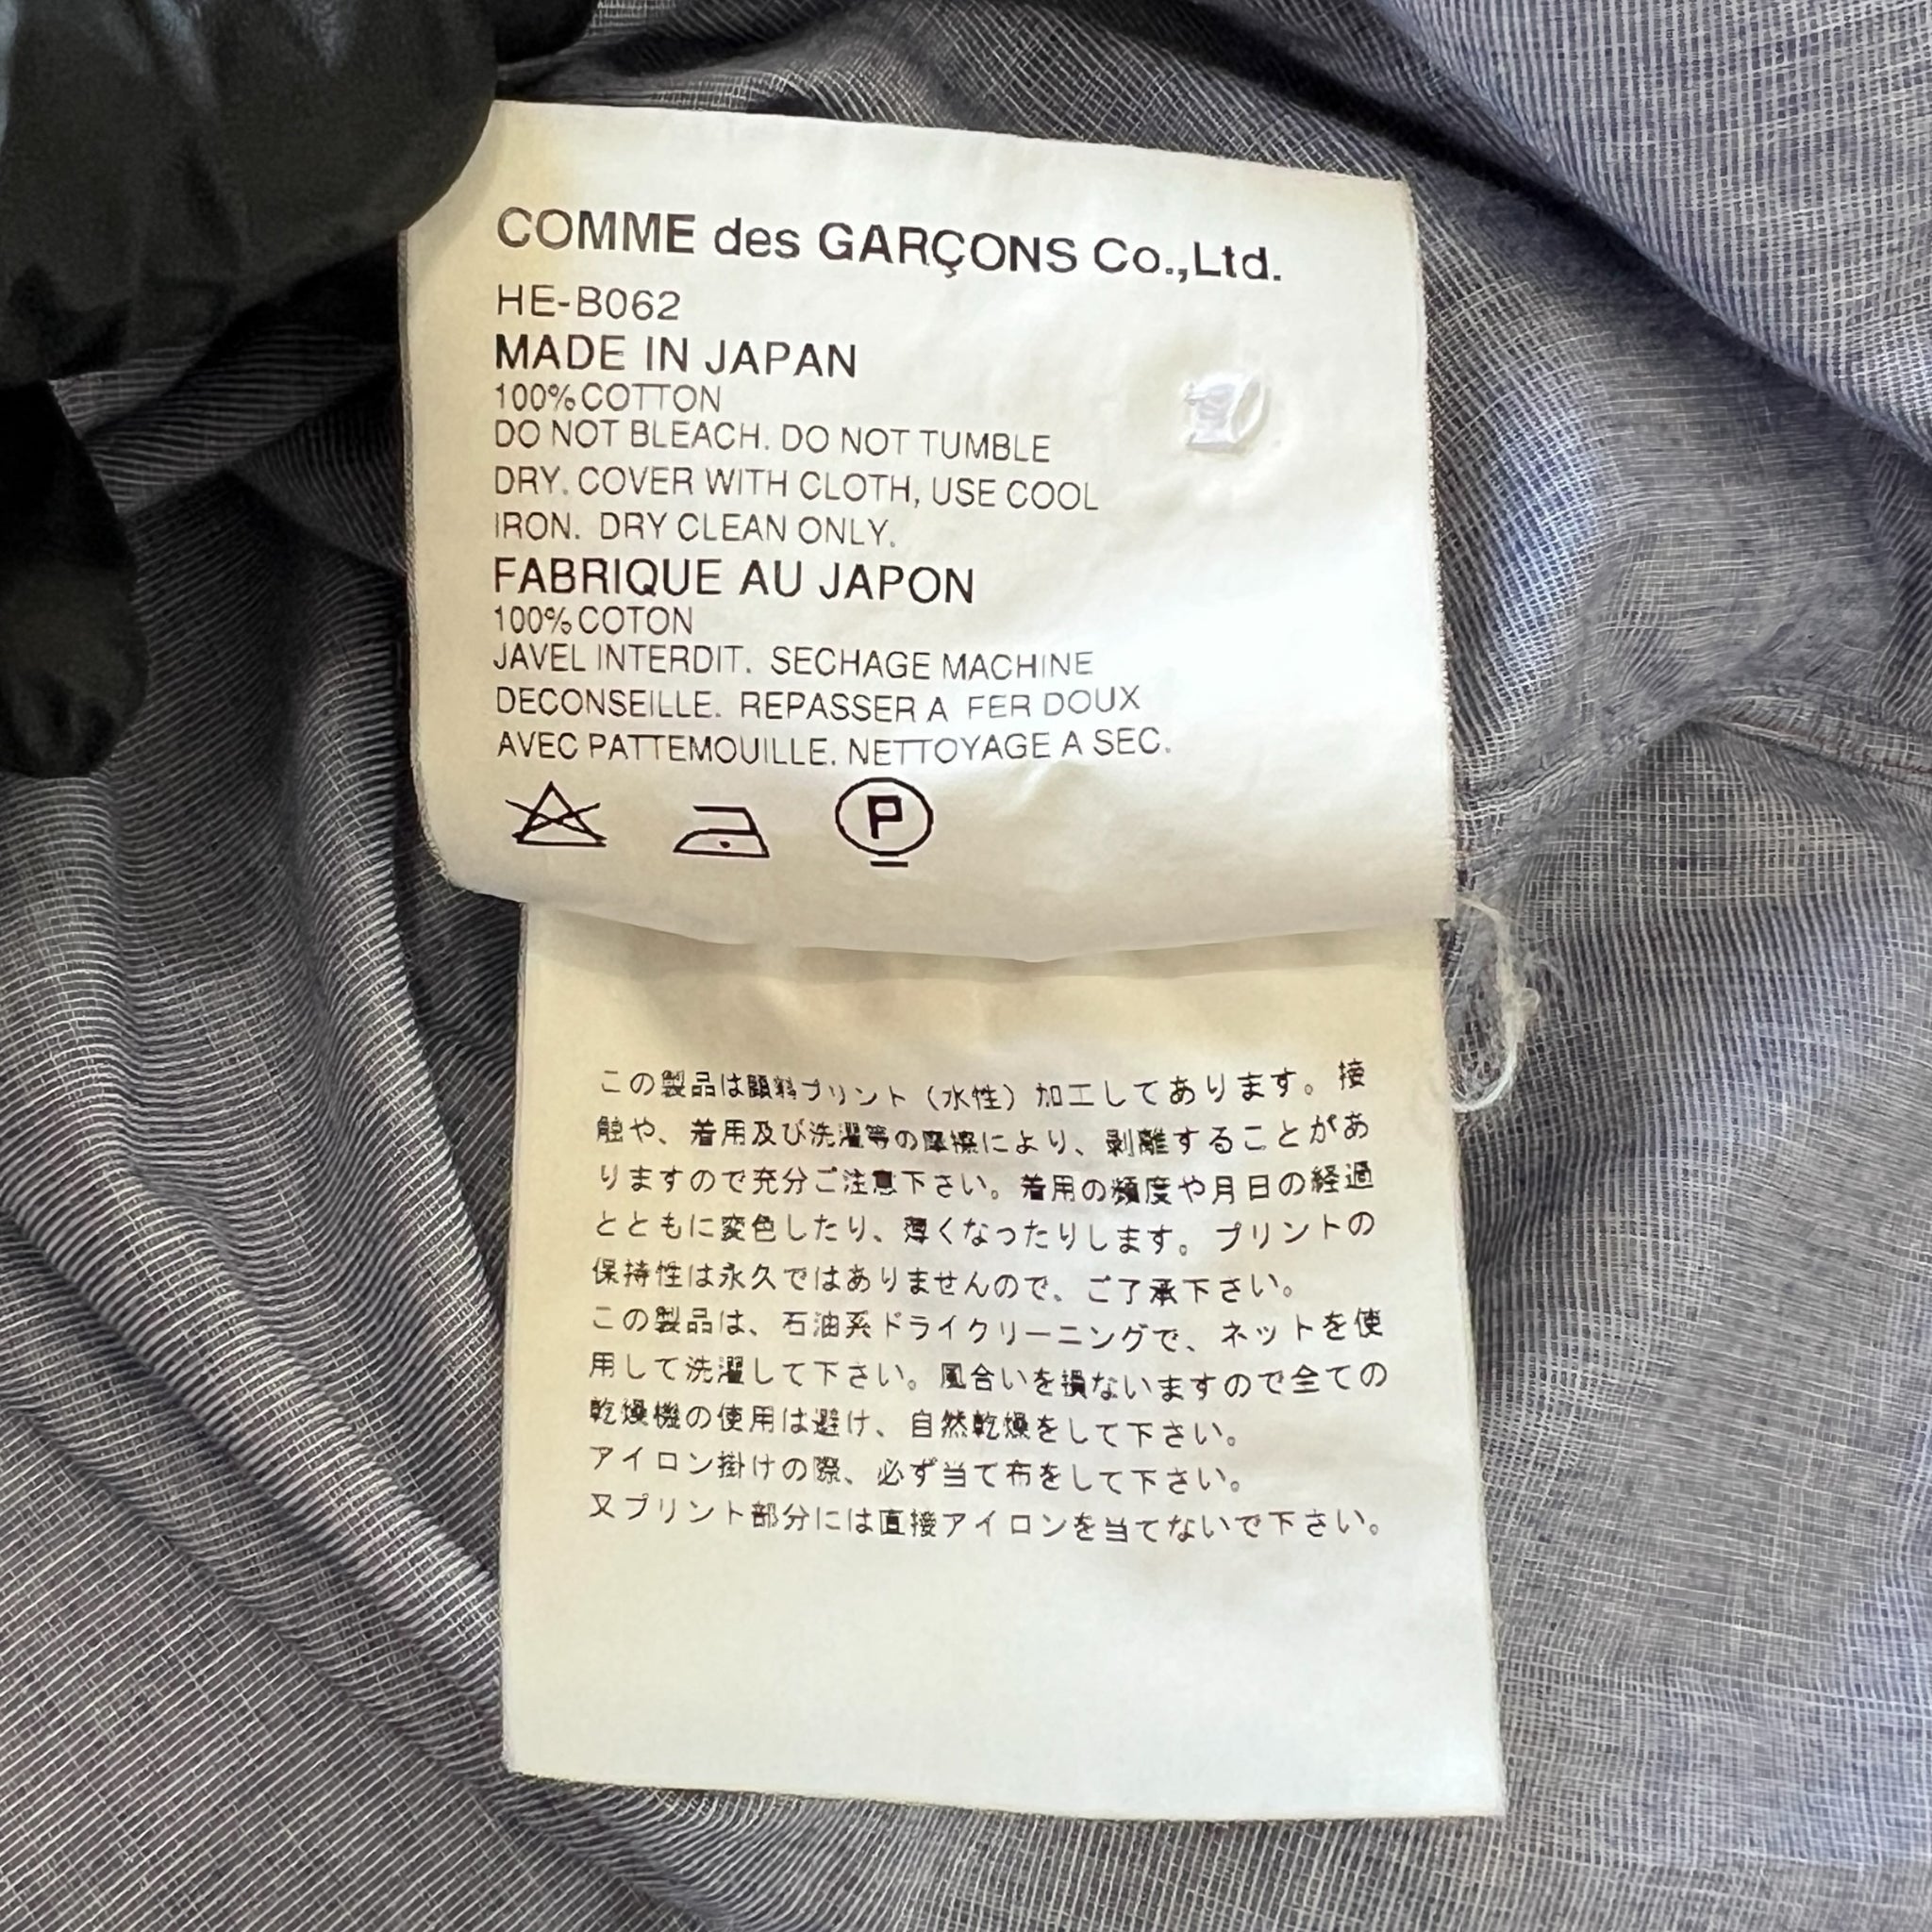 COMME des GARÇONS Co.,Ltd.
HE-B062
MADE IN JAPAN
100%COTTON
DO NOT BLEACH. DO NOT TUMBLE
DRY. COVER WITH CLOTH, USE COOL
IRON. DRY CLEAN ONLY.
FABRIQUE AU JAPON
100%COTON
JAVEL INTERDIT. SECHAGE MACHINE
DECONSEILLE. REPASSER A FER DOUX
AVEC PATTEMOUILLE. NETTOYAGE A SEC.
P
この製品は顔料プリント（水性）加工してあります。接
触や、着用及び洗濯等の摩擦により、剥離することがあ
りますので充分ご注意下さい。着用の頻度や月日の経過
とともに変色したり、薄くなったりします。プリントの
保持性は永久ではありませんので、ご了承下さい。
この製品は、石油系ドライクリーニングで、ネットを使
用して洗濯して下さい。風合いを損ないますので全ての
乾燥機の使用は避け、自然乾燥をして下さい。
アイロン掛けの際、必ず当て布をして下さい。
又プリント部分には直接アイロンを当てないで下さい。